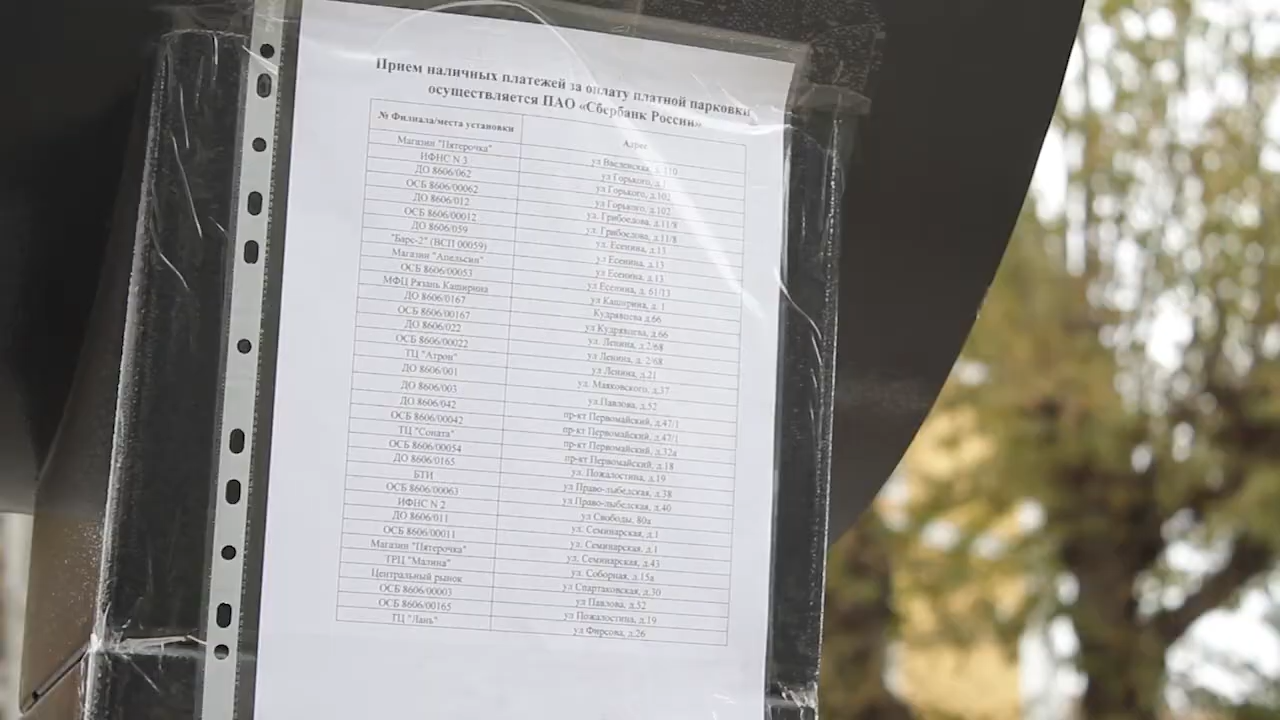 Прием наличных платежей за оплату платной парковки
осуществляется ПАО «Сбербанк России»
№ Филиала/места установки Адрес
Магазин "Пятерочка" ул Введенская, д.110
ИФНС N 3 ул Горького, д.1
ДО 8606/062 ул Горького, д.102
ОСБ 8606/00062 ул Горького, д.102
ДО 8606/012 ул. Грибоедова, д.11/8
ОСБ 8606/00012 ул. Грибоедова, д.11/8
ДО 8606/059 ул. Есенина, д.13
"Барс-2" (ВСП 00059) ул. Есенина, д.13
Магазин "Апельсин" ул. Есенина, д.13
ОСБ 8606/00053 ул. Есенина, д. 61/13
МФЦ Рязань Каширина ул Каширина, д. 1
ДО 8606/0167 Кудрявцева д.66
ОСБ 8606/00167 ул Кудрявцева, д.66
ДО 8606/022 ул. Ленина, д.2/68
ОСБ 8606/00022 ул Ленина, д. 2/68
ТЦ "Атрон" ул Ленина, д.21
ДО 8606/001 ул. Маяковского, д.37
ДО 8606/003 ул.Павлова, д.52
ДО 8606/042 пр-кт Первомайский, д.47/1
ОСБ 8606/00042 пр-кт Первомайский, д.47/1
ТЦ "Соната" пр-кт Первомайский, д.32а
ОСБ 8606/00054 пр-кт Первомайский, д.18
ДО 8606/0165 ул. Пожалостина, д.19
БТИ ул Право-лыбедская, д.38
ОСБ 8606/00063 ул Право-лыбедская, д.40
ИФНС N 2 ул Свободы, 80а
ДО 8606/011 ул. Семинарская, д.1
ОСБ 8606/00011 ул. Семинарская, д.1
Магазин "Пятерочка" ул. Семинарская, д.43
ТРЦ "Малина" ул. Соборная, д.15а
Центральный рынок ул Спартаковская, д.30
ОСБ 8606/00003 ул Павлова, д.52
ОСБ 8606/00165 ул Пожалостина, д.19
ТЦ "Лань" ул Фирсова, д.26